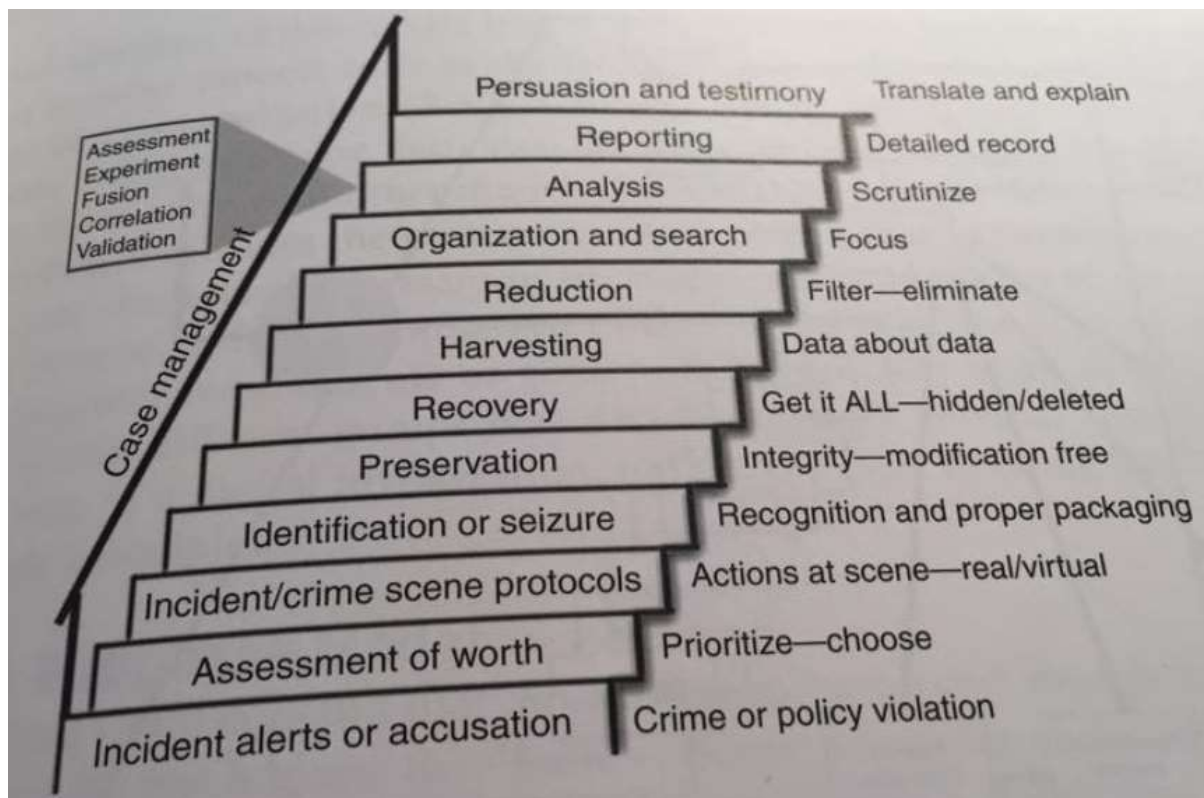 Persuasion and testimony Translate and explain
Reporting Detailed record
Analysis Scrutinize
Organization and search Focus
Reduction Filter—eliminate
Harvesting Data about data
Recovery Get it ALL—hidden/deleted
Preservation Integrity—modification free
Identification or seizure Recognition and proper packaging
Incident/crime scene protocols Actions at scene—real/virtual
Assessment of worth Prioritize—choose
Incident alerts or accusation Crime or policy violation
Assessment
Experiment
Fusion
Correlation
Validation
Case management